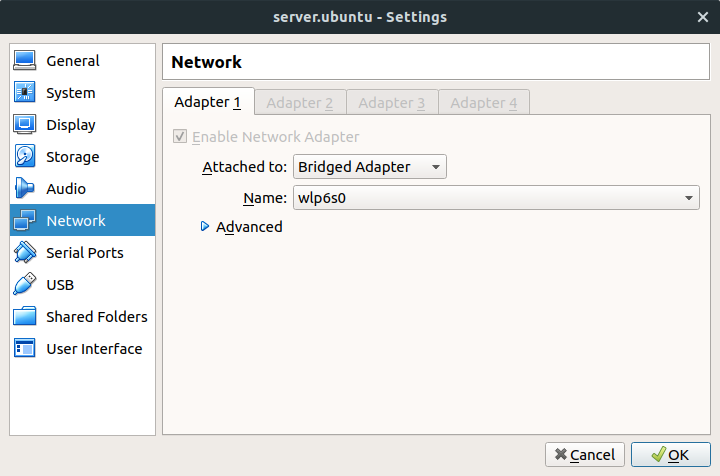 server.ubuntu - Settings
General
System
Display
Storage
Audio
Network
Serial Ports
USB
Shared Folders
User Interface
Network
Adapter 1
Adapter 2
Adapter 3
Adapter 4
Enable Network Adapter
Attached to: Bridged Adapter
Name: wlp6s0
Advanced
Cancel
OK